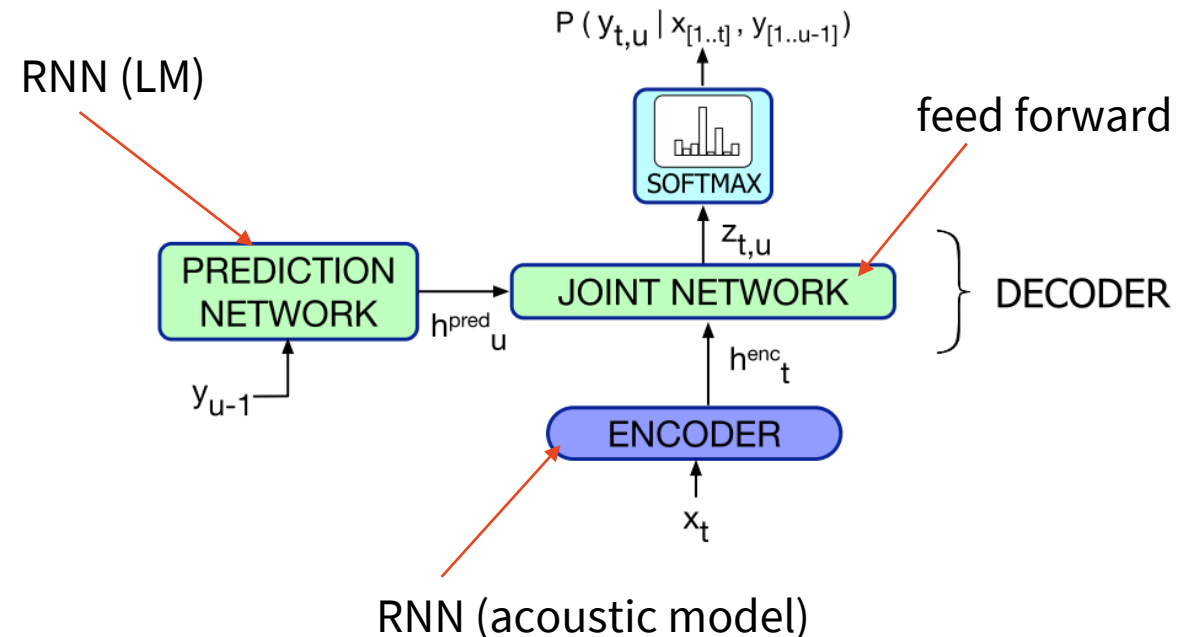 P ( y_{t,u} | x_{[1..t]} , y_{[1..u-1]} )
RNN (LM)
feed forward
SOFTMAX
z_{t,u}
PREDICTION
NETWORK
JOINT NETWORK
DECODER
h^{pred}_u
h^{enc}_t
y_{u-1}
ENCODER
x_t
RNN (acoustic model)